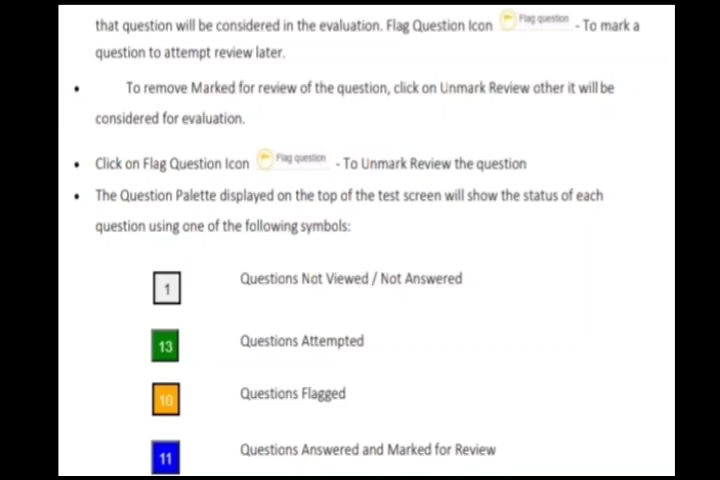 that question will be considered in the evaluation. Flag Question Icon Flag question - To mark a
question to attempt review later.
• To remove Marked for review of the question, click on Unmark Review other it will be
considered for evaluation.
• Click on Flag Question Icon Flag question - To Unmark Review the question
• The Question Palette displayed on the top of the test screen will show the status of each
question using one of the following symbols:
1 Questions Not Viewed / Not Answered
13 Questions Attempted
10 Questions Flagged
11 Questions Answered and Marked for Review